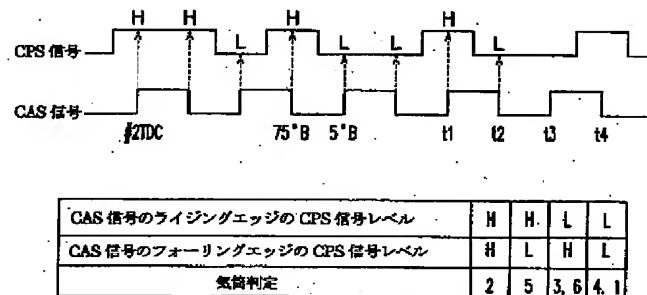 H H H H
L L L L
CPS 信号
CAS 信号
#2TDC 75°B 5°B t1 t2 t3 t4
CAS 信号のライジングエッジの CPS 信号レベル H H L L
CAS 信号のフォーリングエッジの CPS 信号レベル H L H L
気筒判定 2 5 3, 6 4, 1